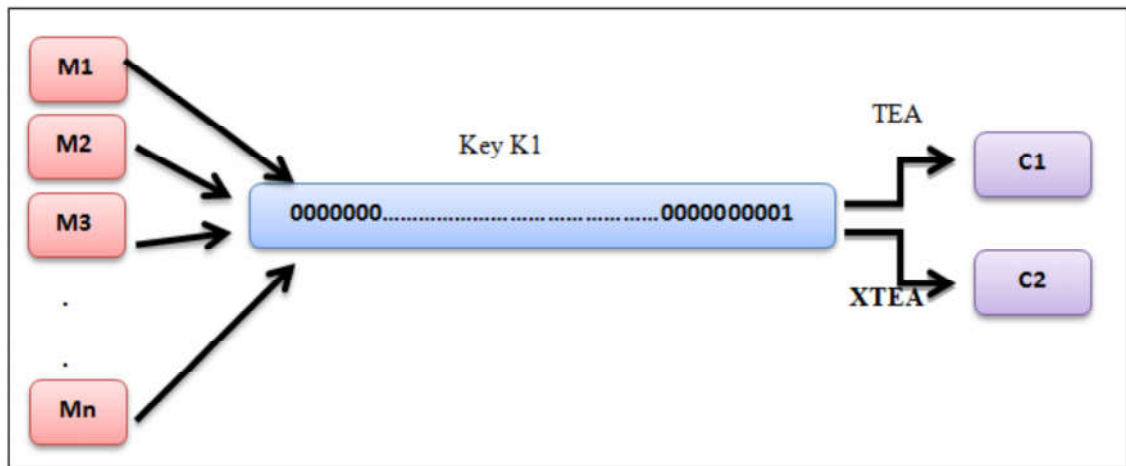 M1
M2
M3
.
.
Mn
Key K1
0000000………………………………0000000001
TEA
XTEA
C1
C2